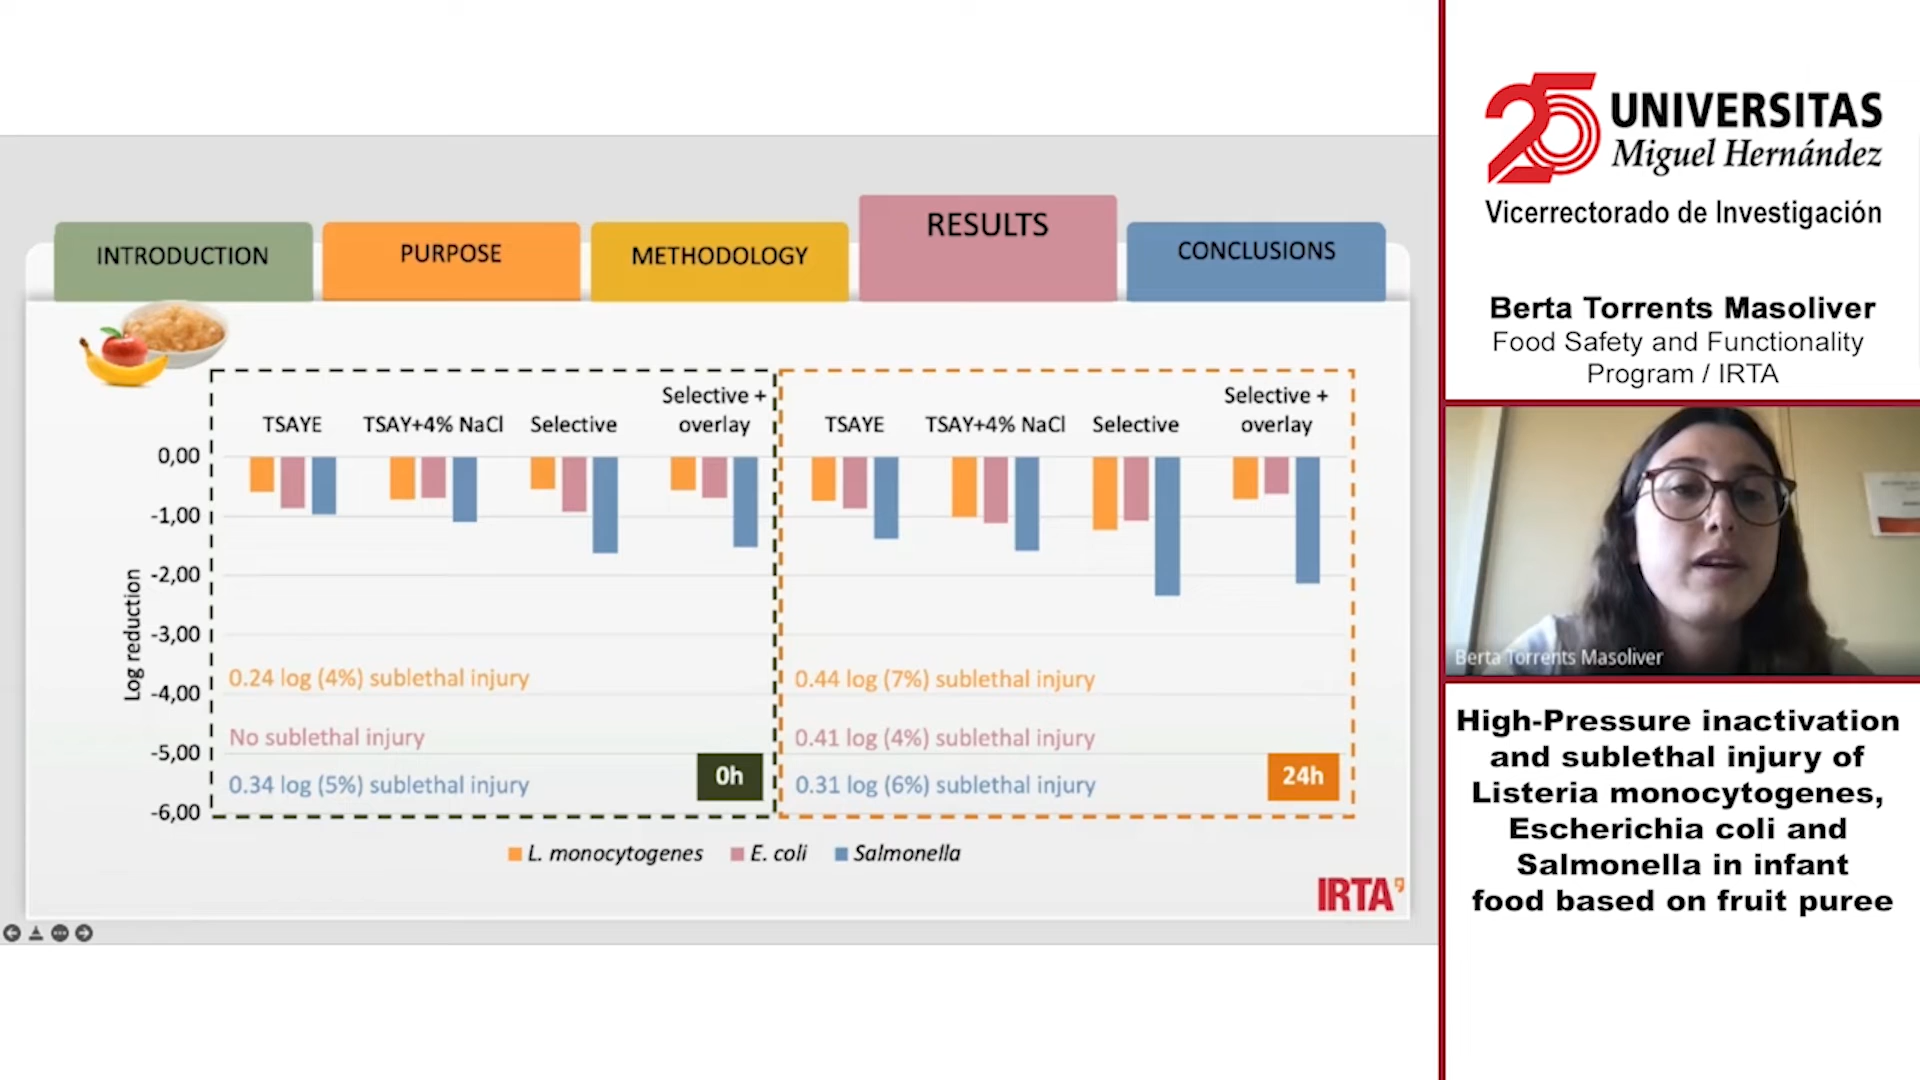 INTRODUCTION
PURPOSE
METHODOLOGY
RESULTS
CONCLUSIONS
TSAYE
TSAY+4% NaCl
Selective
Selective +
overlay
TSAYE
TSAY+4% NaCl
Selective
Selective +
overlay
0,00
-1,00
-2,00
-3,00
-4,00
-5,00
-6,00
Log reduction
0.24 log (4%) sublethal injury
No sublethal injury
0.34 log (5%) sublethal injury
0h
0.44 log (7%) sublethal injury
0.41 log (4%) sublethal injury
0.31 log (6%) sublethal injury
24h
L. monocytogenes
E. coli
Salmonella
IRTA
25 UNIVERSITAS
Miguel Hernández
Vicerrectorado de Investigación
Berta Torrents Masoliver
Food Safety and Functionality
Program / IRTA
Berta Torrents Masoliver
High-Pressure inactivation
and sublethal injury of
Listeria monocytogenes,
Escherichia coli and
Salmonella in infant
food based on fruit puree